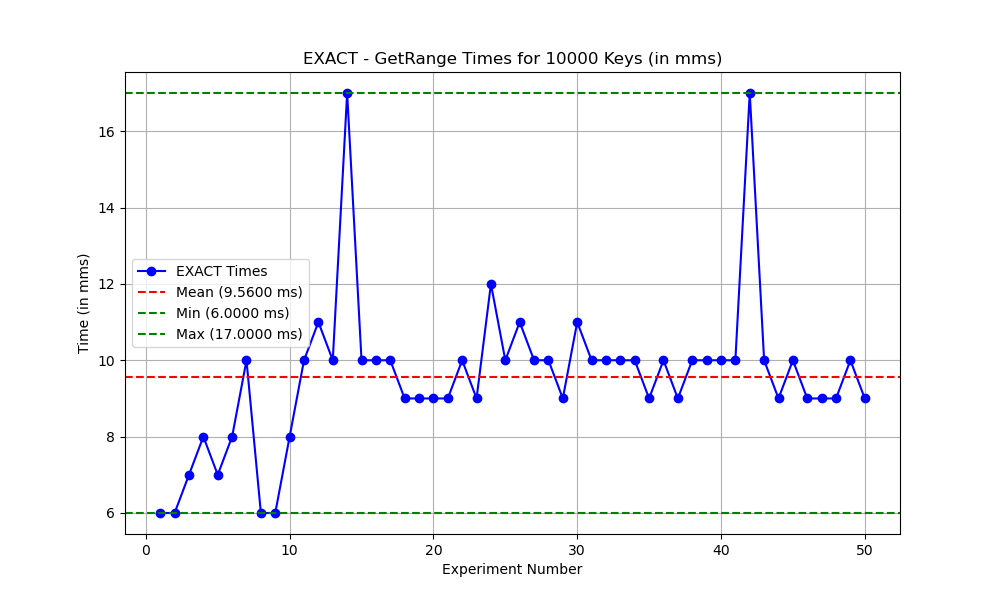 EXACT - GetRange Times for 10000 Keys (in mms)
Time (in mms)
16
14
12
10
8
6
EXACT Times
Mean (9.5600 ms)
Min (6.0000 ms)
Max (17.0000 ms)
0 10 20 30 40 50
Experiment Number